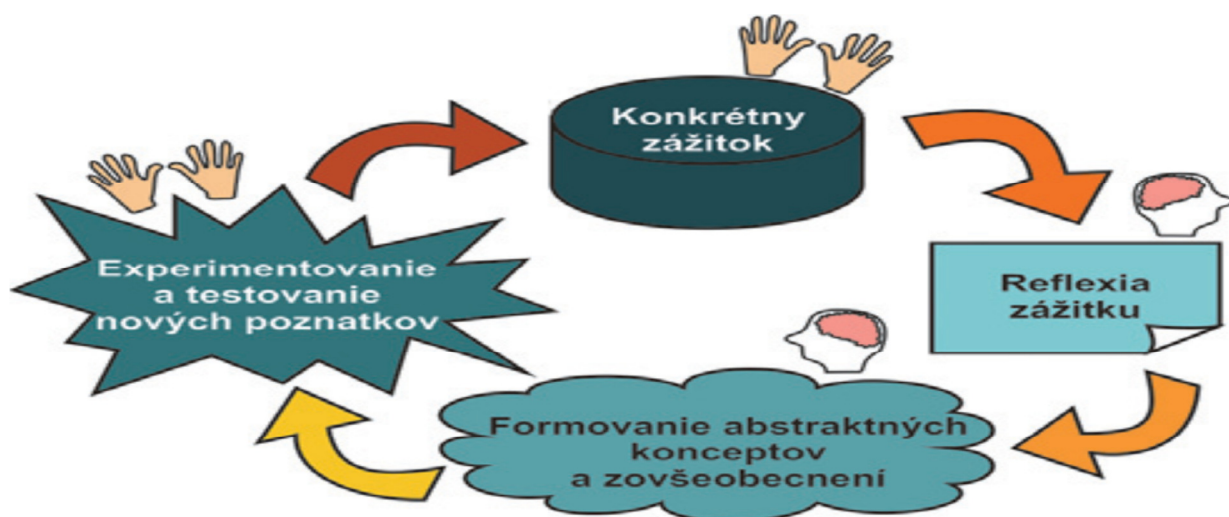 Konkrétny
zážitok
Reflexia
zážitku
Formovanie abstraktných
konceptov
a zovšeobecnení
Experimentovanie
a testovanie
nových poznatkov